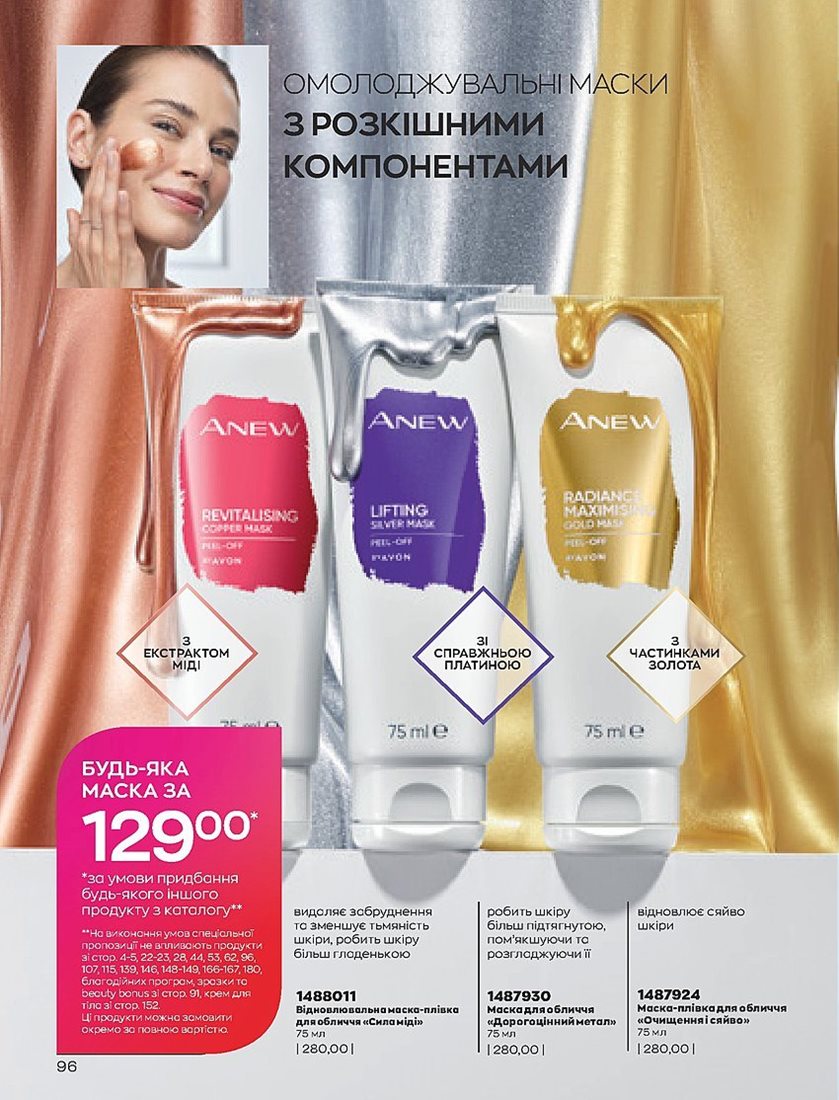 ОМОЛОДЖУВАЛЬНІ МАСКИ
З РОЗКІШНИМИ
КОМПОНЕНТАМИ
ANEW
REVITALISING
COPPER MASK
PEEL-OFF
BY AVON
ANEW
LIFTING
SILVER MASK
PEEL-OFF
BY AVON
ANEW
RADIANCE
MAXIMISING
GOLD MASK
PEEL-OFF
BY AVON
З
ЕКСТРАКТОМ
МІДІ
ЗІ
СПРАВЖНЬОЮ
ПЛАТИНОЮ
З
ЧАСТИНКАМИ
ЗОЛОТА
75 ml e
75 ml e
75 ml e
БУДЬ-ЯКА
МАСКА ЗА
12900*
*за умови придбання
будь-якого іншого
продукту з каталогу**
**На виконання умов спеціальної
пропозиції не впливають продукти
зі стор. 4-5, 22-23, 28, 44, 53, 62, 96,
107, 115, 139, 146, 148-149, 166-167, 180,
благодійних програм, зразки та
beauty bonus зі стор. 91, крем для
тіла зі стор. 152.
Ці продукти можна замовити
окремо за повною вартістю.
видаляє забруднення
та зменшує тьмяність
шкіри, робить шкіру
більш гладенькою
1488011
Відновлювальна маска-плівка
для обличчя «Сила міді»
75 мл
| 280,00 |
робить шкіру
більш підтягнутою,
пом'якшуючи та
розгладжуючи її
1487930
Маска для обличчя
«Дорогоцінний метал»
75 мл
| 280,00 |
відновлює сяйво
шкіри
1487924
Маска-плівка для обличчя
«Очищення і сяйво»
75 мл
| 280,00 |
96